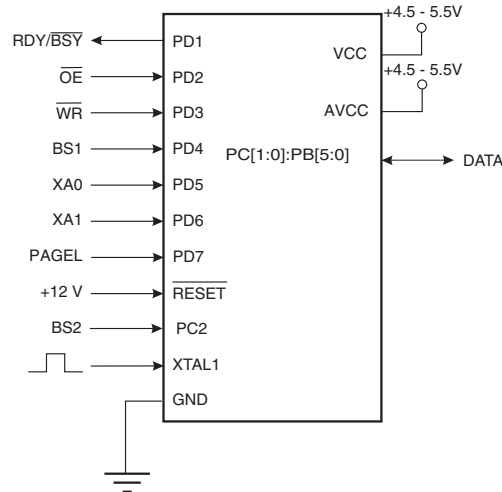 +4.5 - 5.5V
RDY/BSY PD1
VCC
+4.5 - 5.5V
OE PD2
WR PD3
AVCC
BS1 PD4
PC[1:0]:PB[5:0] DATA
XA0 PD5
XA1 PD6
PAGEL PD7
+12 V RESET
BS2 PC2
XTAL1
GND